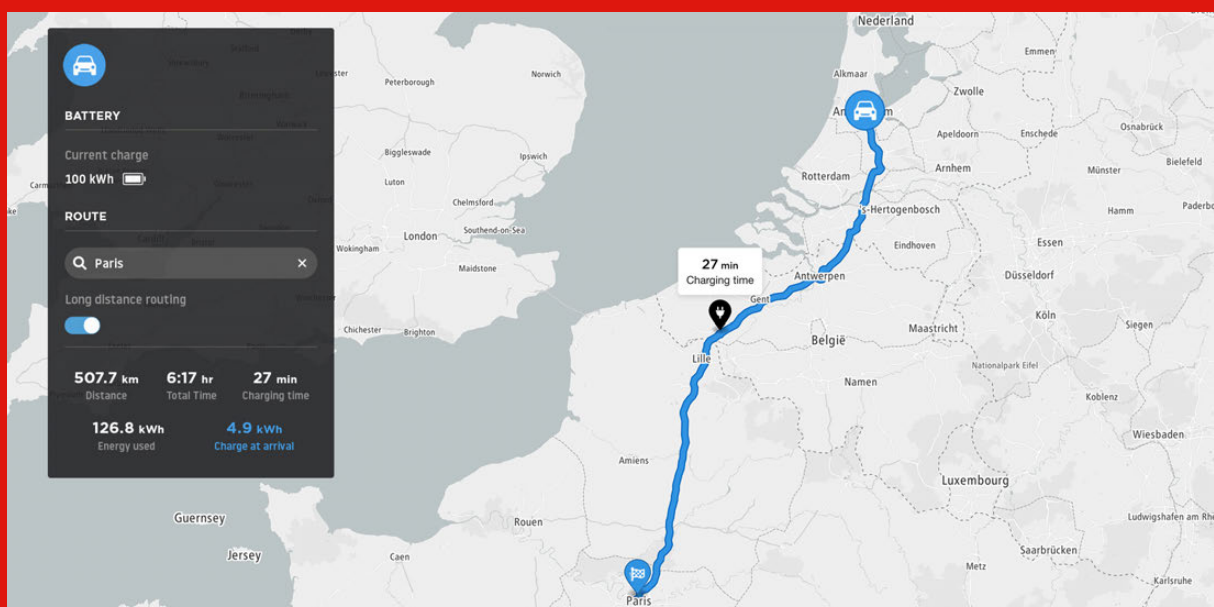 BATTERY
Current charge
100 kWh
ROUTE
Paris
Long distance routing
507.7 km
Distance
6:17 hr
Total Time
27 min
Charging time
126.8 kWh
Energy used
4.9 kWh
Charge at arrival
27 min
Charging time
Nederland
Emmen
Alkmaar
Zwolle
Norwich
Peterborough
Osnabrück
Apeldoorn
Enschede
Bielefeld
Biggleswade
Ipswich
Arnhem
Münster
Rotterdam
Luton
Chelmsford
's-Hertogenbosch
Hamm
London
Southend-on-Sea
Wokingham
Eindhoven
Essen
Maidstone
Antwerpen
Düsseldorf
Gent
Köln
Chichester
Brighton
Maastricht
Siegen
België
Lille
Nationalpark Eifel
Namen
Koblenz
Wiesbaden
Amiens
Luxembourg
Guernsey
Rouen
Ludwigshafen am Rh
Jersey
Caen
Saarbrücken
Metz
Karlsruhe
Paris